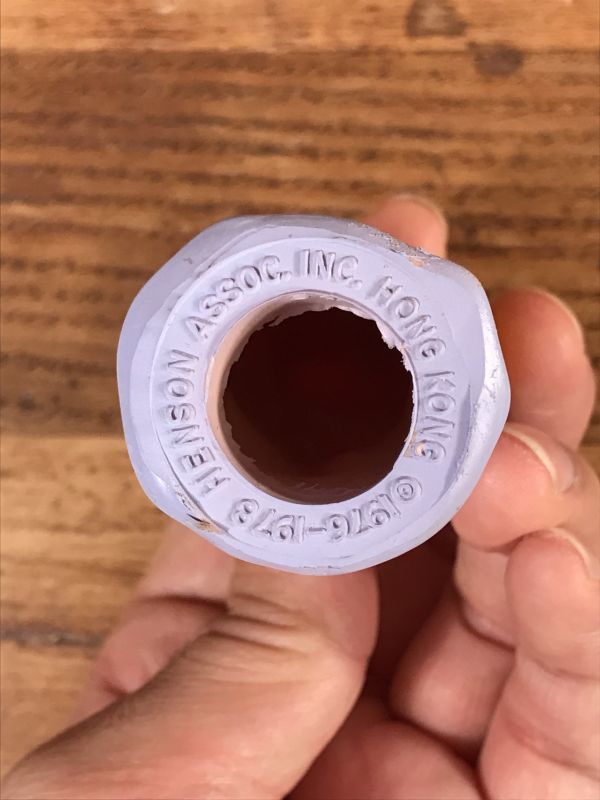 HENSON ASSOC. INC. HONG KONG
©1976-1978